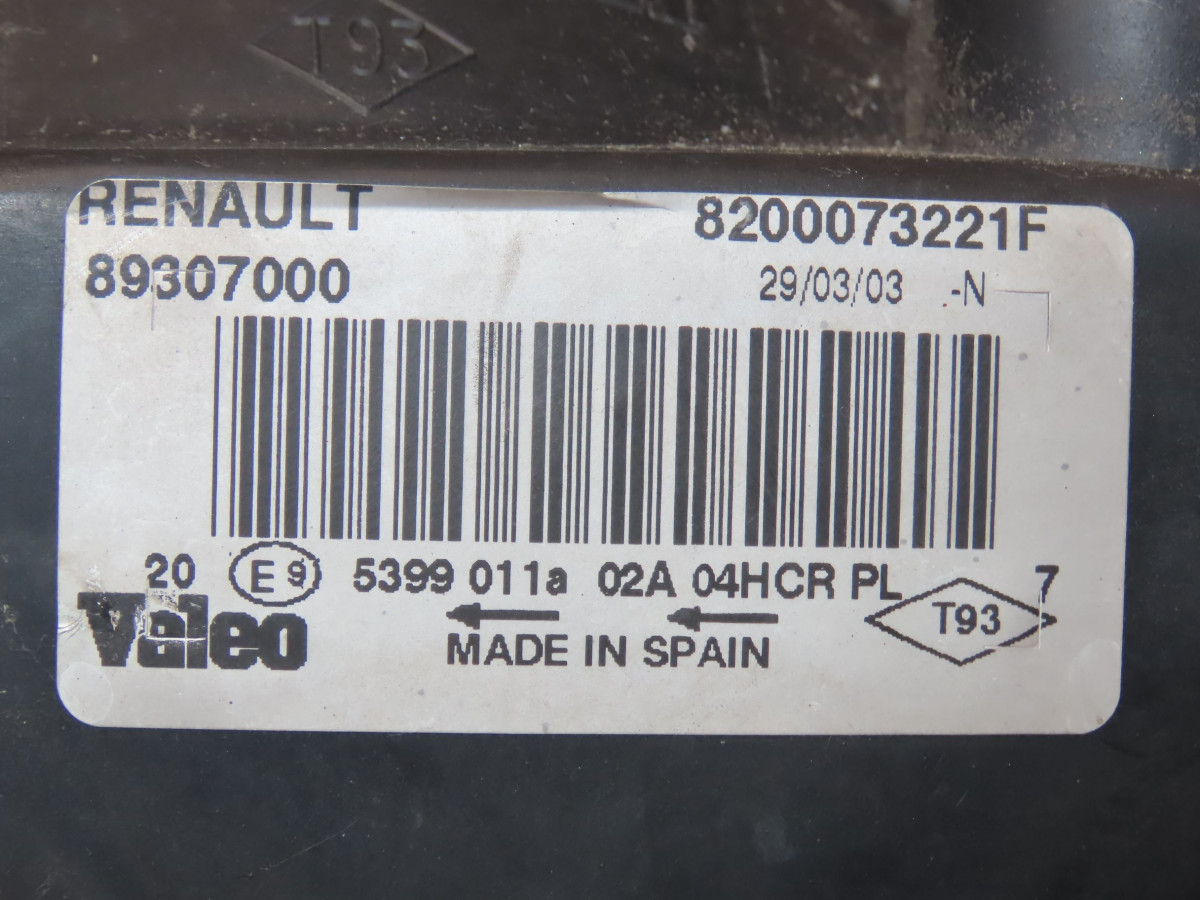 T93
RENAULT 8200073221F
89307000 29/03/03 -N
20 E9 5399 011a 02A 04HCR PL 7
Valeo MADE IN SPAIN T93